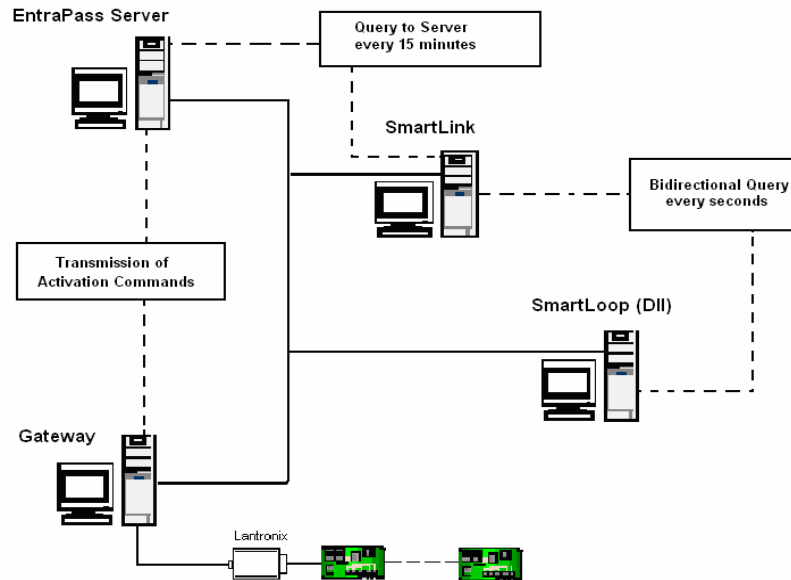 EntraPass Server
Query to Server
every 15 minutes
SmartLink
Bidirectional Query
every seconds
Transmission of
Activation Commands
SmartLoop (Dll)
Gateway
Lantronix